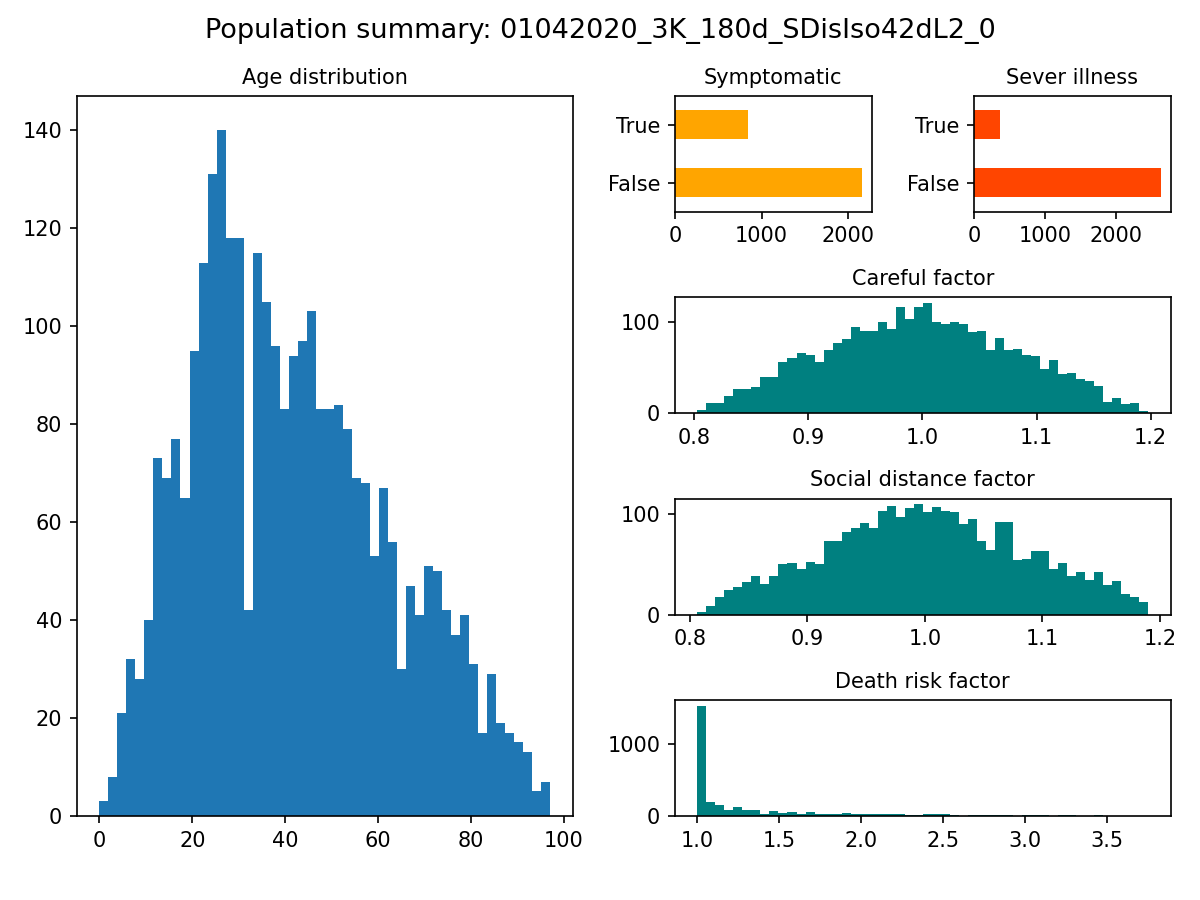 Population summary: 01042020_3K_180d_SDisIso42dL2_0
Age distribution
140
120
100
80
60
40
20
0
0 20 40 60 80 100
Symptomatic
True
False
0 1000 2000
Sever illness
True
False
0 1000 2000
Careful factor
100
0
0.8 0.9 1.0 1.1 1.2
Social distance factor
100
0
0.8 0.9 1.0 1.1 1.2
Death risk factor
1000
0
1.0 1.5 2.0 2.5 3.0 3.5